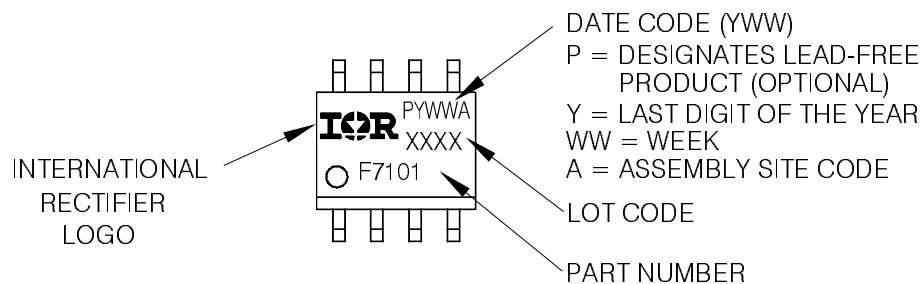 DATE CODE (YWW)
P = DESIGNATES LEAD-FREE
PRODUCT (OPTIONAL)
Y = LAST DIGIT OF THE YEAR
WW = WEEK
A = ASSEMBLY SITE CODE
PYWWA
IOR
XXXX
F7101
INTERNATIONAL
RECTIFIER
LOGO
LOT CODE
PART NUMBER